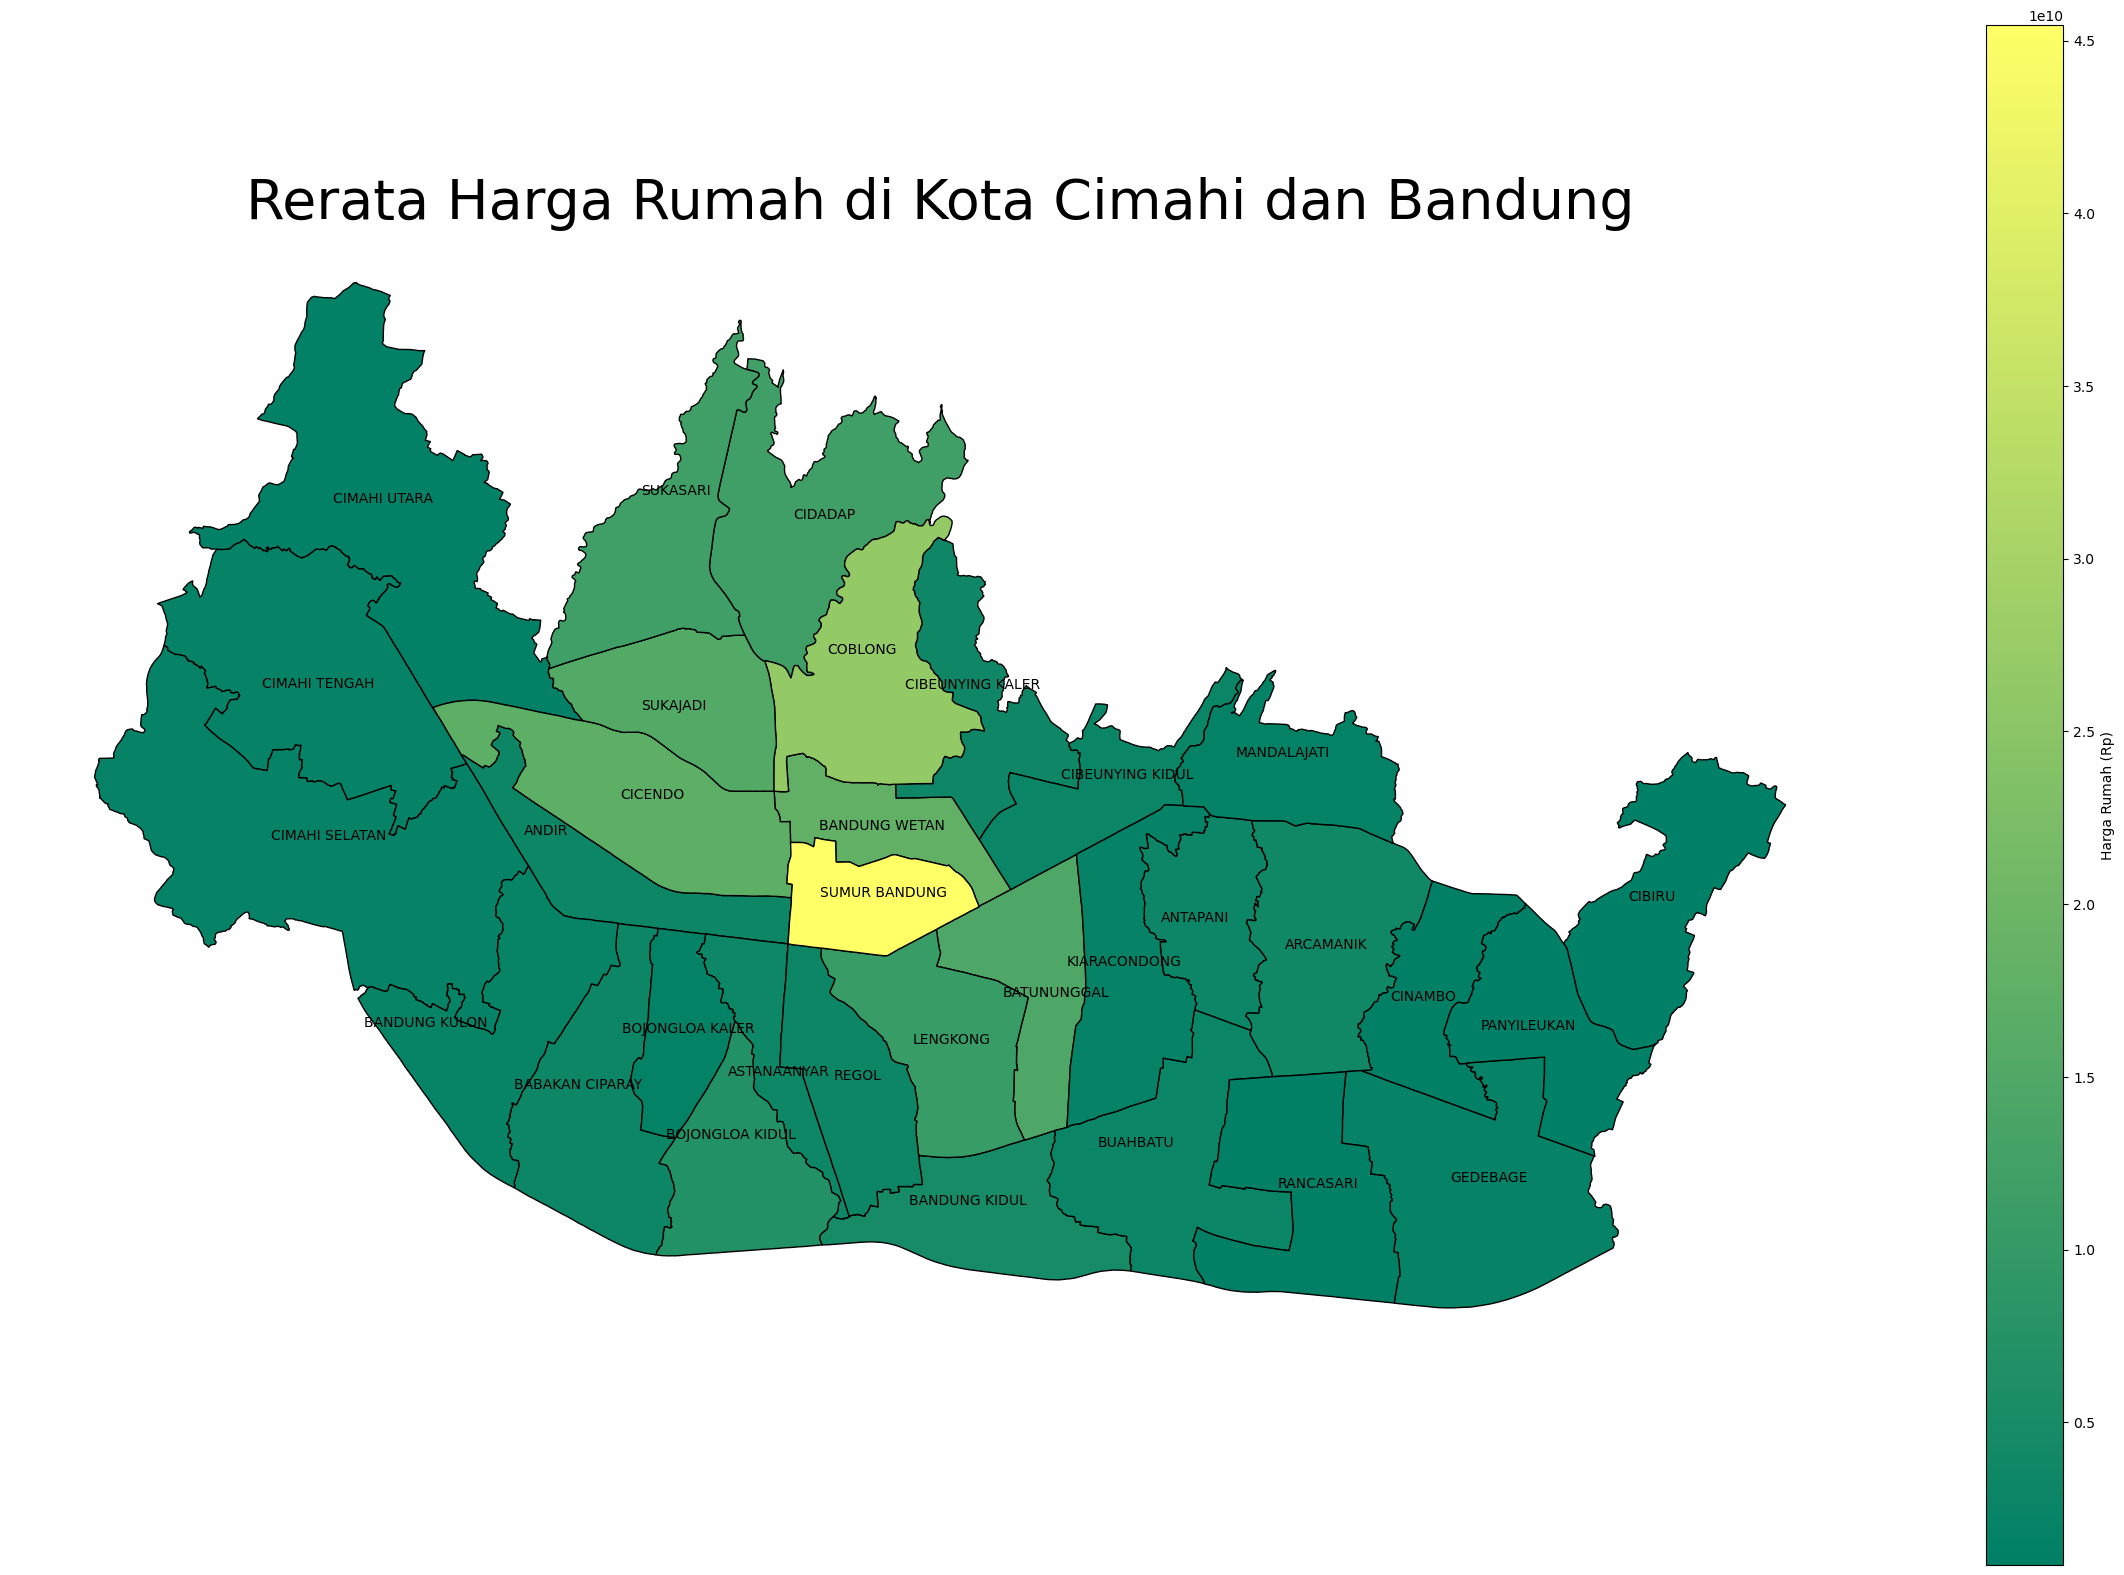 1e10
4.5
Rerata Harga Rumah di Kota Cimahi dan Bandung
4.0
3.5
3.0
2.5
2.0
1.5
1.0
0.5
Harga Rumah (Rp)
CIMAHI UTARA
SUKASARI
CIDADAP
COBLONG
CIMAHI TENGAH
CIBEUNYING KALER
SUKAJADI
MANDALAJATI
CIBEUNYING KIDUL
CICENDO
BANDUNG WETAN
ANDIR
CIMAHI SELATAN
SUMUR BANDUNG
CIBIRU
ANTAPANI
ARCAMANIK
KIARACONDONG
BATUNUNGGAL
CINAMBO
BANDUNG KULON
BOJONGLOA KALER
PANYILEUKAN
LENGKONG
ASTANAANYAR
REGOL
BABAKAN CIPARAY
BOJONGLOA KIDUL
BUAHBATU
GEDEBAGE
RANCASARI
BANDUNG KIDUL